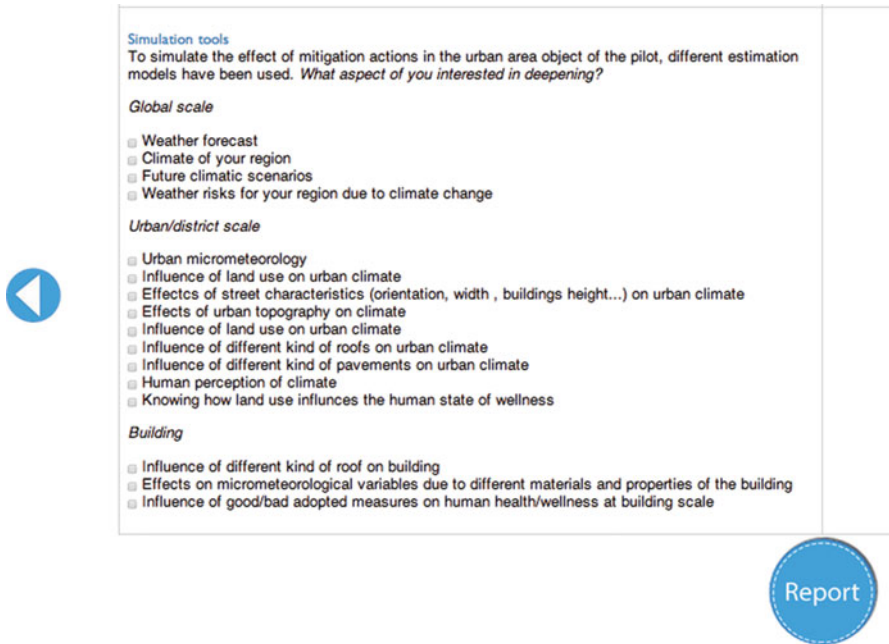 Simulation tools
To simulate the effect of mitigation actions in the urban area object of the pilot, different estimation
models have been used. What aspect of you interested in deepening?
Global scale
Weather forecast
Climate of your region
Future climatic scenarios
Weather risks for your region due to climate change
Urban/district scale
Urban micrometeorology
Influence of land use on urban climate
Effectcs of street characteristics (orientation, width , buildings height...) on urban climate
Effects of urban topography on climate
Influence of land use on urban climate
Influence of different kind of roofs on urban climate
Influence of different kind of pavements on urban climate
Human perception of climate
Knowing how land use influnces the human state of wellness
Building
Influence of different kind of roof on building
Effects on micrometeorological variables due to different materials and properties of the building
Influence of good/bad adopted measures on human health/wellness at building scale
Report